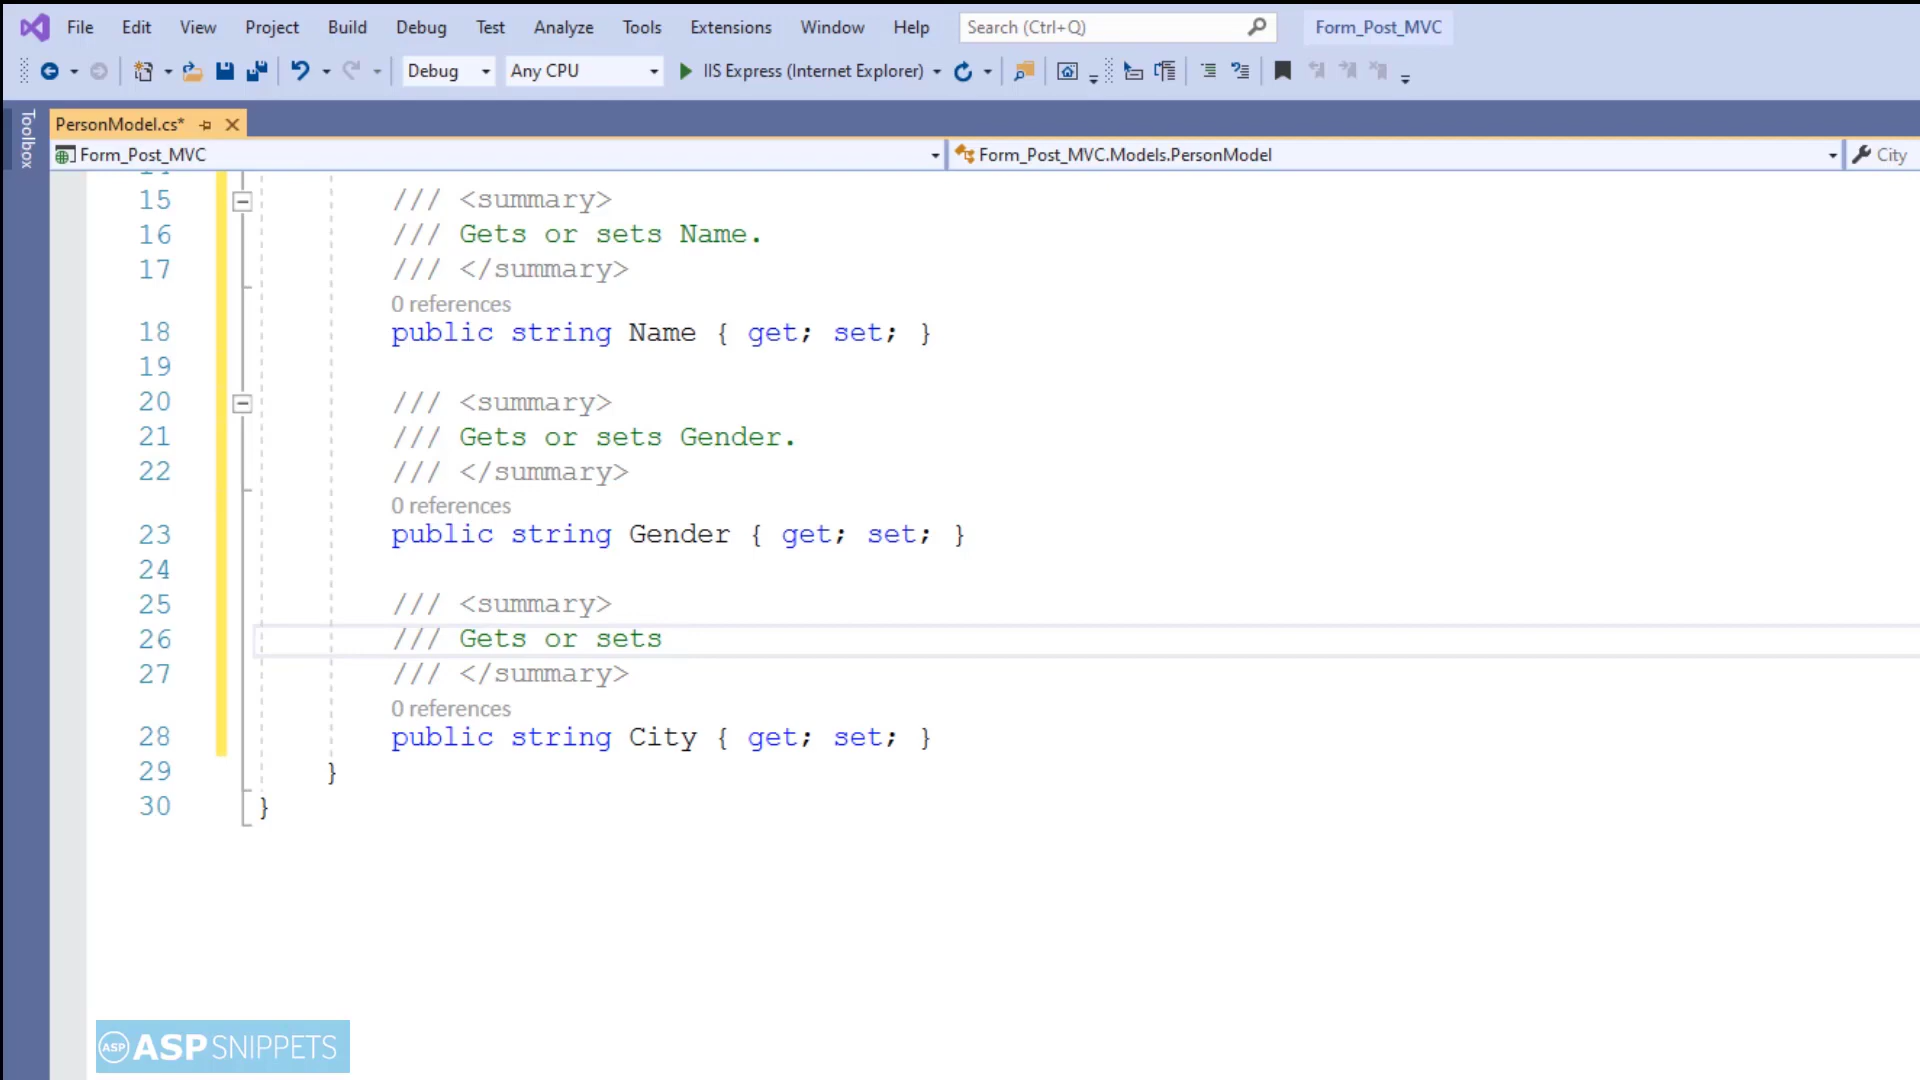 File Edit View Project Build Debug Test Analyze Tools Extensions Window Help Search (Ctrl+Q) Form_Post_MVC
Debug Any CPU IIS Express (Internet Explorer)
Toolbox
PersonModel.cs*
Form_Post_MVC Form_Post_MVC.Models.PersonModel City
15 /// <summary>
16 /// Gets or sets Name.
17 /// </summary>
0 references
18 public string Name { get; set; }
19
20 /// <summary>
21 /// Gets or sets Gender.
22 /// </summary>
0 references
23 public string Gender { get; set; }
24
25 /// <summary>
26 /// Gets or sets
27 /// </summary>
0 references
28 public string City { get; set; }
29 }
30 }
ASP ASPSNIPPETS